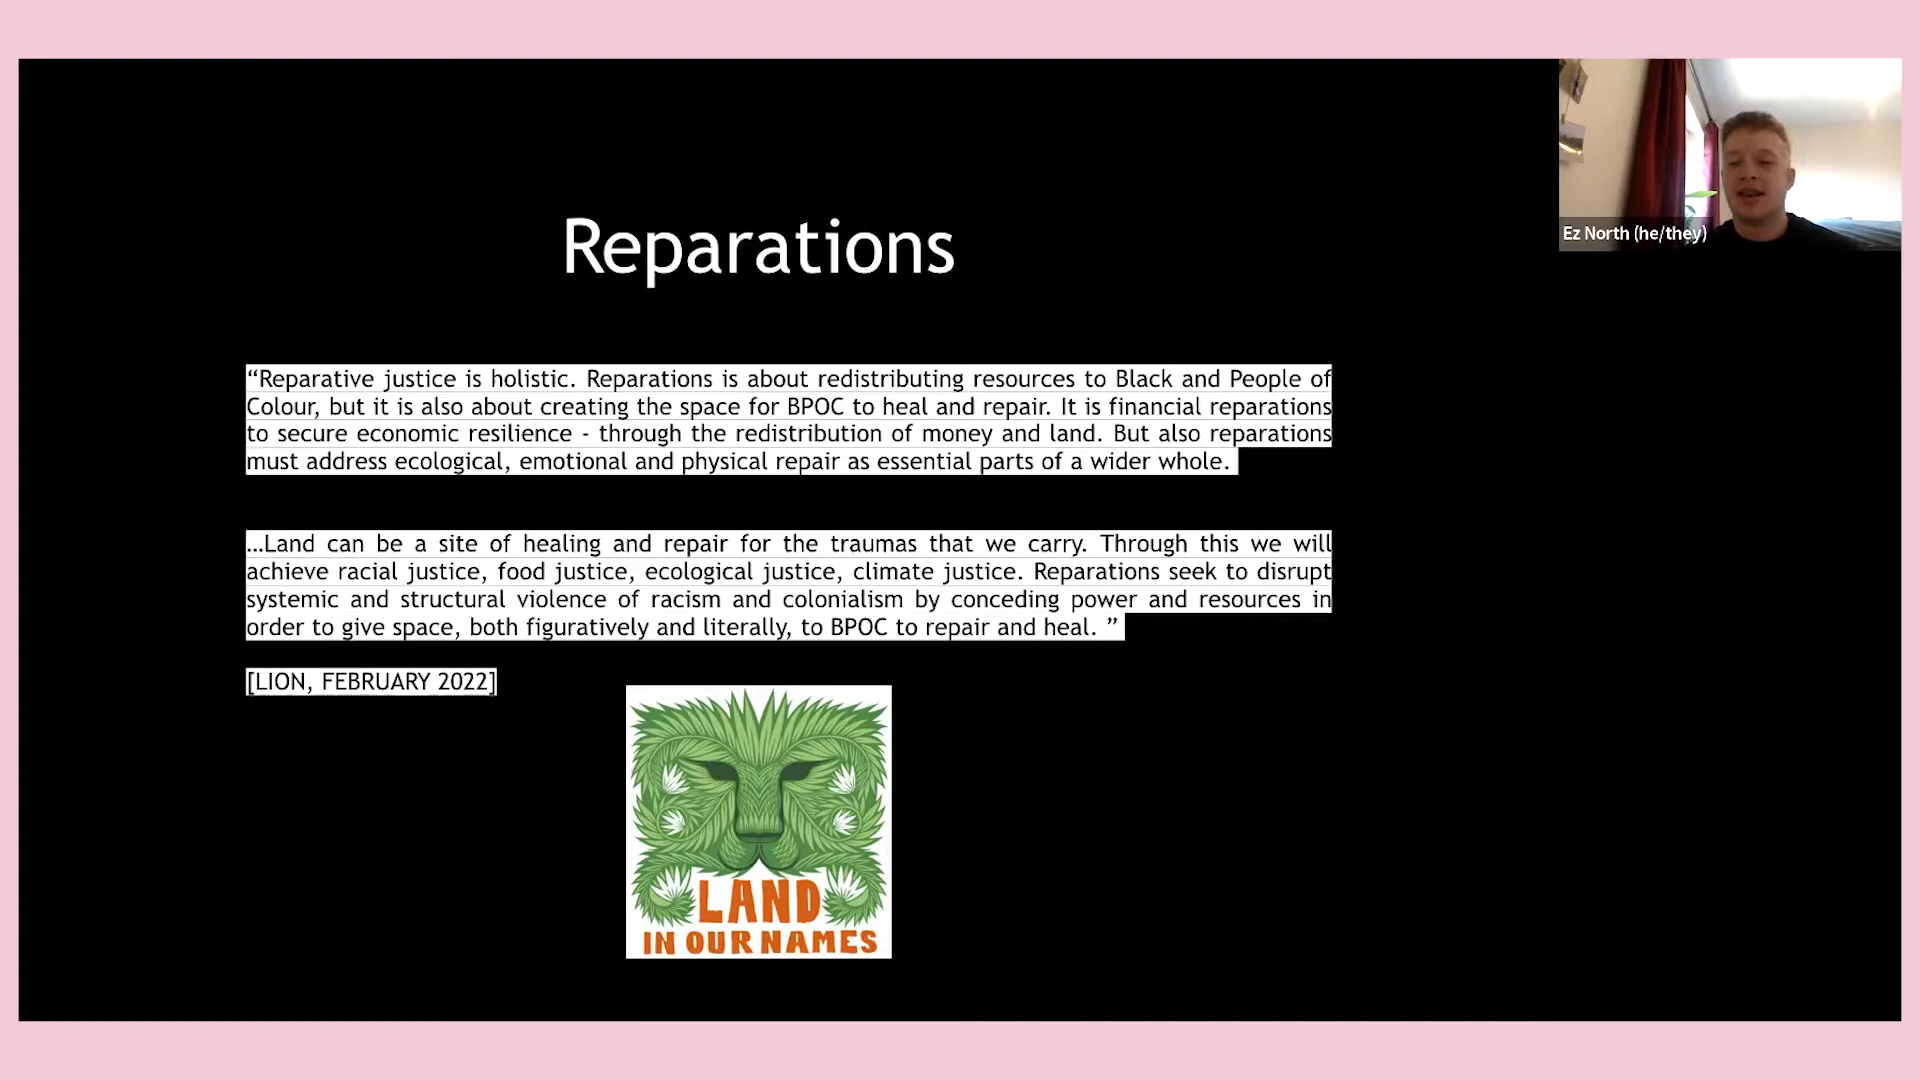 Reparations
“Reparative justice is holistic. Reparations is about redistributing resources to Black and People of
Colour, but it is also about creating the space for BPOC to heal and repair. It is financial reparations
to secure economic resilience - through the redistribution of money and land. But also reparations
must address ecological, emotional and physical repair as essential parts of a wider whole.
…Land can be a site of healing and repair for the traumas that we carry. Through this we will
achieve racial justice, food justice, ecological justice, climate justice. Reparations seek to disrupt
systemic and structural violence of racism and colonialism by conceding power and resources in
order to give space, both figuratively and literally, to BPOC to repair and heal. ”
[LION, FEBRUARY 2022]
LAND
IN OUR NAMES
Ez North (he/they)